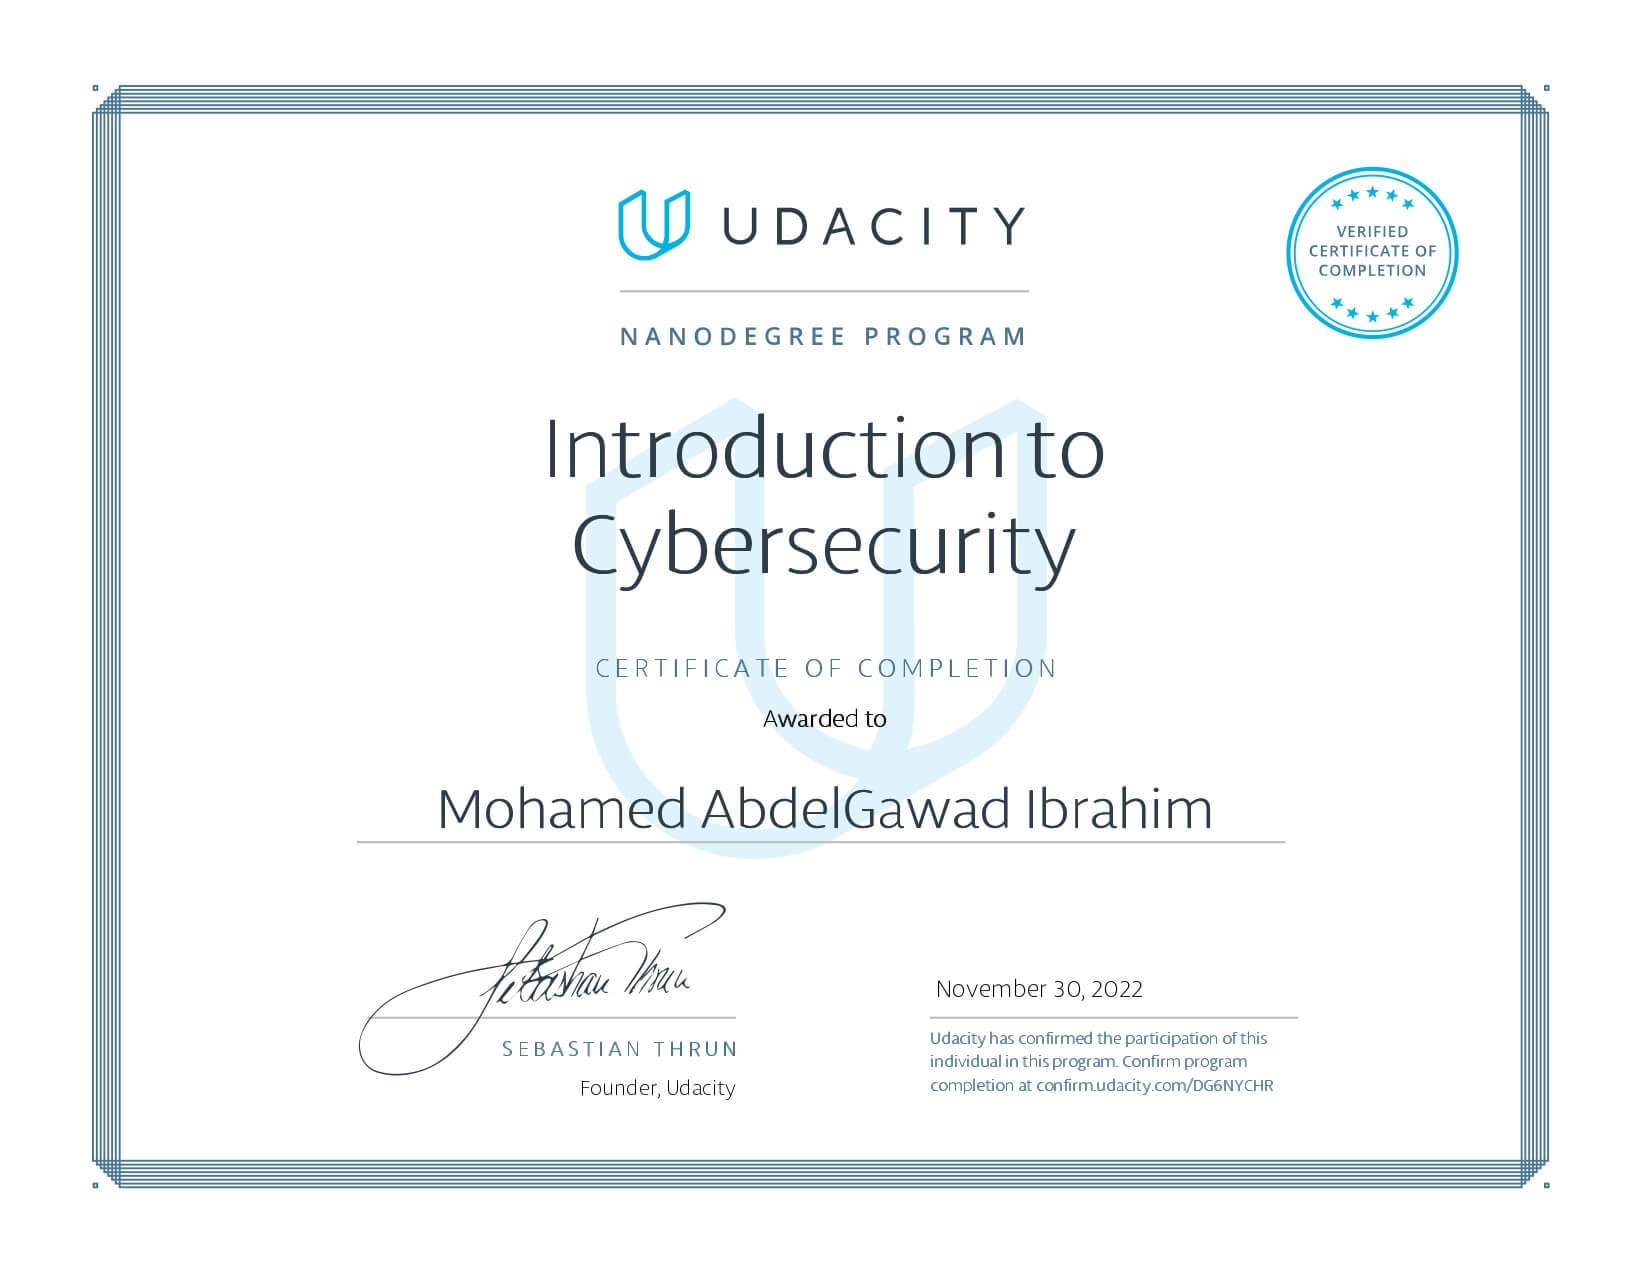 UDACITY
VERIFIED
CERTIFICATE OF
COMPLETION
NANODEGREE PROGRAM
Introduction to
Cybersecurity
CERTIFICATE OF COMPLETION
Awarded to
Mohamed AbdelGawad Ibrahim
Sebastian Thrun
SEBASTIAN THRUN
Founder, Udacity
November 30, 2022
Udacity has confirmed the participation of this
individual in this program. Confirm program
completion at confirm.udacity.com/DG6NYCHR